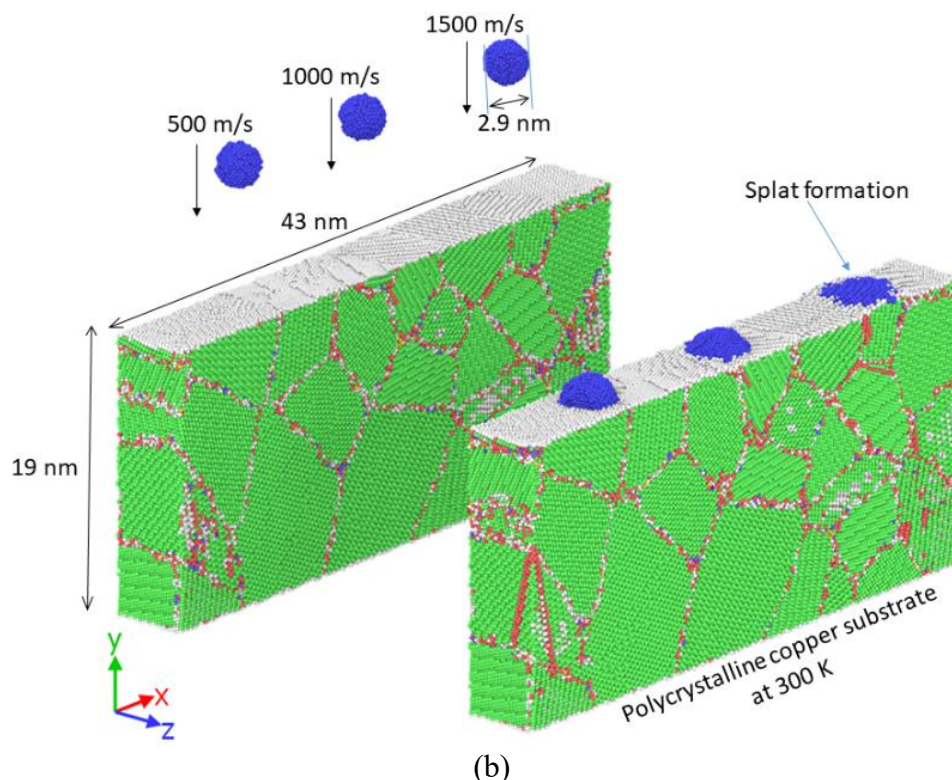 1500 m/s
1000 m/s
500 m/s
2.9 nm
43 nm
Splat formation
19 nm
y
x
z
Polycrystalline copper substrate
at 300 K
(b)